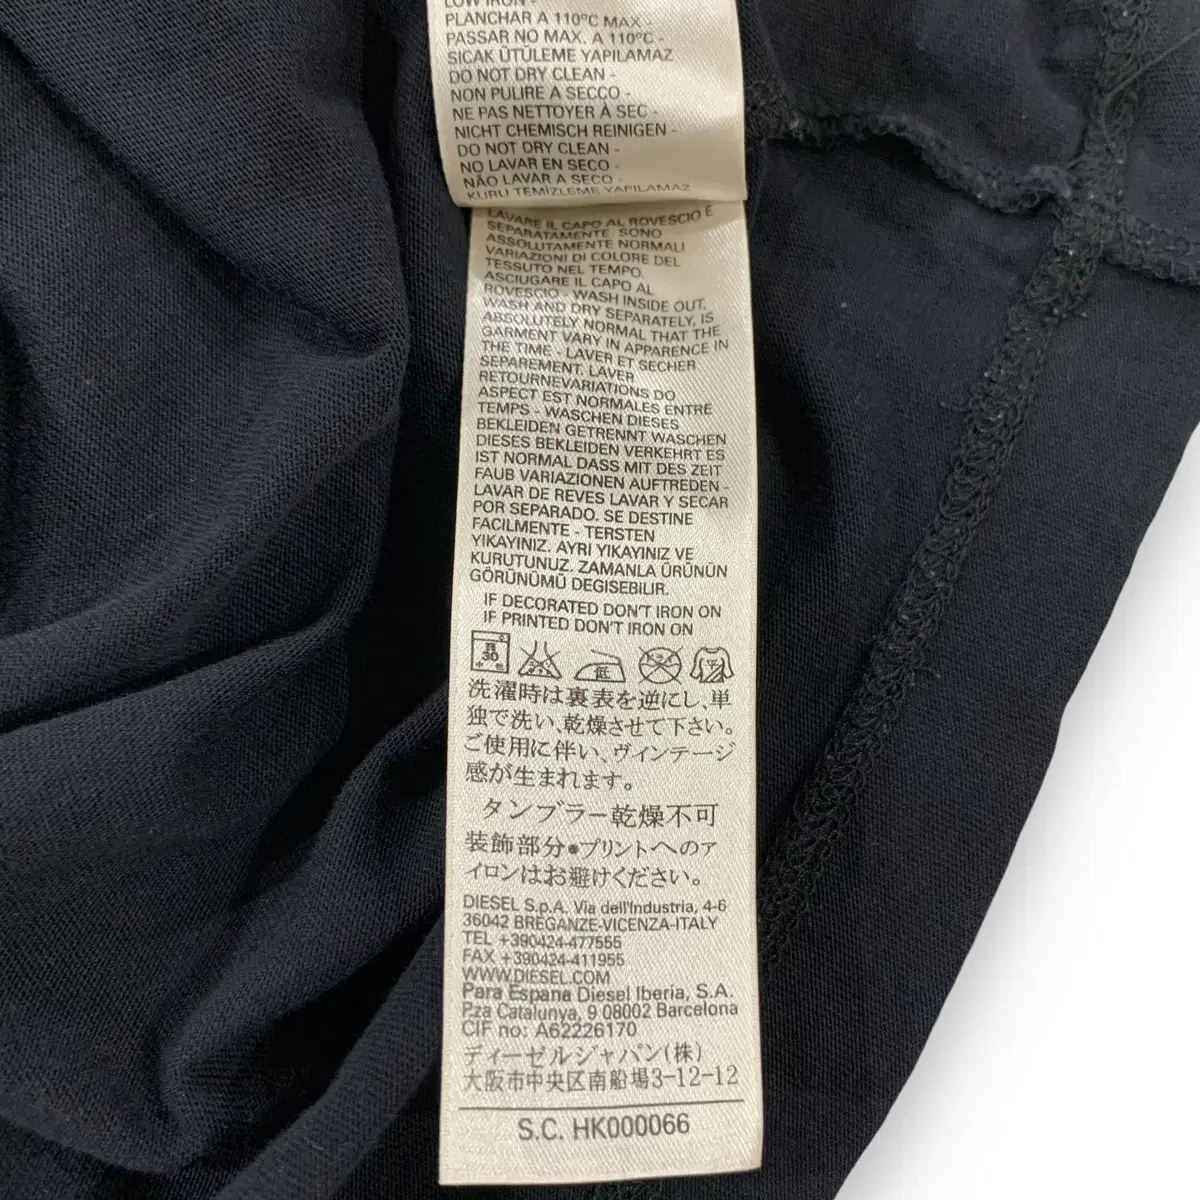 LOW IRON -
PLANCHAR A 110°C MAX -
PASSAR NO MAX. A 110°C -
SICAK ÜTÜLEME YAPILAMAZ
DO NOT DRY CLEAN -
NON PULIRE A SECCO -
NE PAS NETTOYER À SEC -
NICHT CHEMISCH REINIGEN -
DO NOT DRY CLEAN -
NO LAVAR EN SECO -
NÃO LAVAR A SECO -
KURU TEMİZLEME YAPILAMAZ
LAVARE IL CAPO AL ROVESCIO E
SEPARATAMENTE. SONO
ASSOLUTAMENTE NORMALI
VARIAZIONI DI COLORE DEL
TESSUTO NEL TEMPO.
ASCIUGARE IL CAPO AL
ROVESCIO - WASH INSIDE OUT,
WASH AND DRY SEPARATELY, IS
ABSOLUTELY NORMAL THAT THE
GARMENT VARY IN APPARENCE IN
THE TIME - LAVER ET SECHER
SEPAREMENT. LAVER
RETOURNEVARIATIONS DO
ASPECT EST NORMALES ENTRE
TEMPS - WASCHEN DIESES
BEKLEIDEN GETRENNT WASCHEN
DIESES BEKLEIDEN VERKEHRT ES
IST NORMAL DASS MIT DES ZEIT
FAUB VARIAZIONEN AUFTREDEN -
LAVAR DE REVES LAVAR Y SECAR
POR SEPARADO. SE DESTINE
FACILMENTE - TERSTEN
YIKAYINIZ. AYRI YIKAYINIZ VE
KURUTUNUZ. ZAMANLA ÜRÜNÜN
GÖRÜNÜMÜ DEGISEBILIR.
IF DECORATED DON'T IRON ON
IF PRINTED DON'T IRON ON
30 中性 低
洗濯時は裏表を逆にし、単
独で洗い、乾燥させて下さい。
ご使用に伴い、ヴィンテージ
感が生まれます。
タンブラー乾燥不可
装飾部分●プリントへのア
イロンはお避けください。
DIESEL S.p.A. Via dell'Industria, 4-6
36042 BREGANZE-VICENZA-ITALY
TEL +390424-477555
FAX +390424-411955
WWW.DIESEL.COM
Para Espana Diesel Iberia, S.A.
P.za Catalunya, 9 08002 Barcelona
CIF no: A62226170
ディーゼルジャパン(株)
大阪市中央区南船場3-12-12
S.C. HK000066